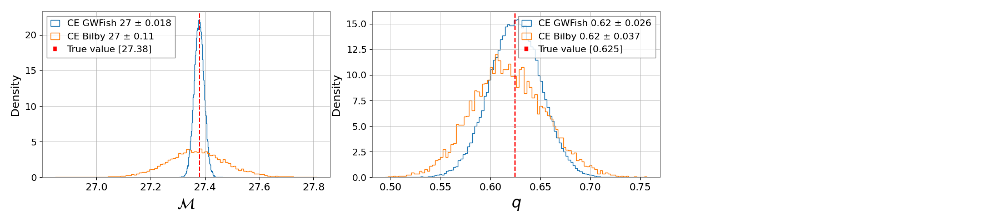 CE GWFish 27 ± 0.018
CE Bilby 27 ± 0.11
True value [27.38]
Density
20
15
10
5
0
27.0 27.2 27.4 27.6 27.8
ℳ
CE GWFish 0.62 ± 0.026
CE Bilby 0.62 ± 0.037
True value [0.625]
Density
15.0
12.5
10.0
7.5
5.0
2.5
0.0
0.50 0.55 0.60 0.65 0.70 0.75
q